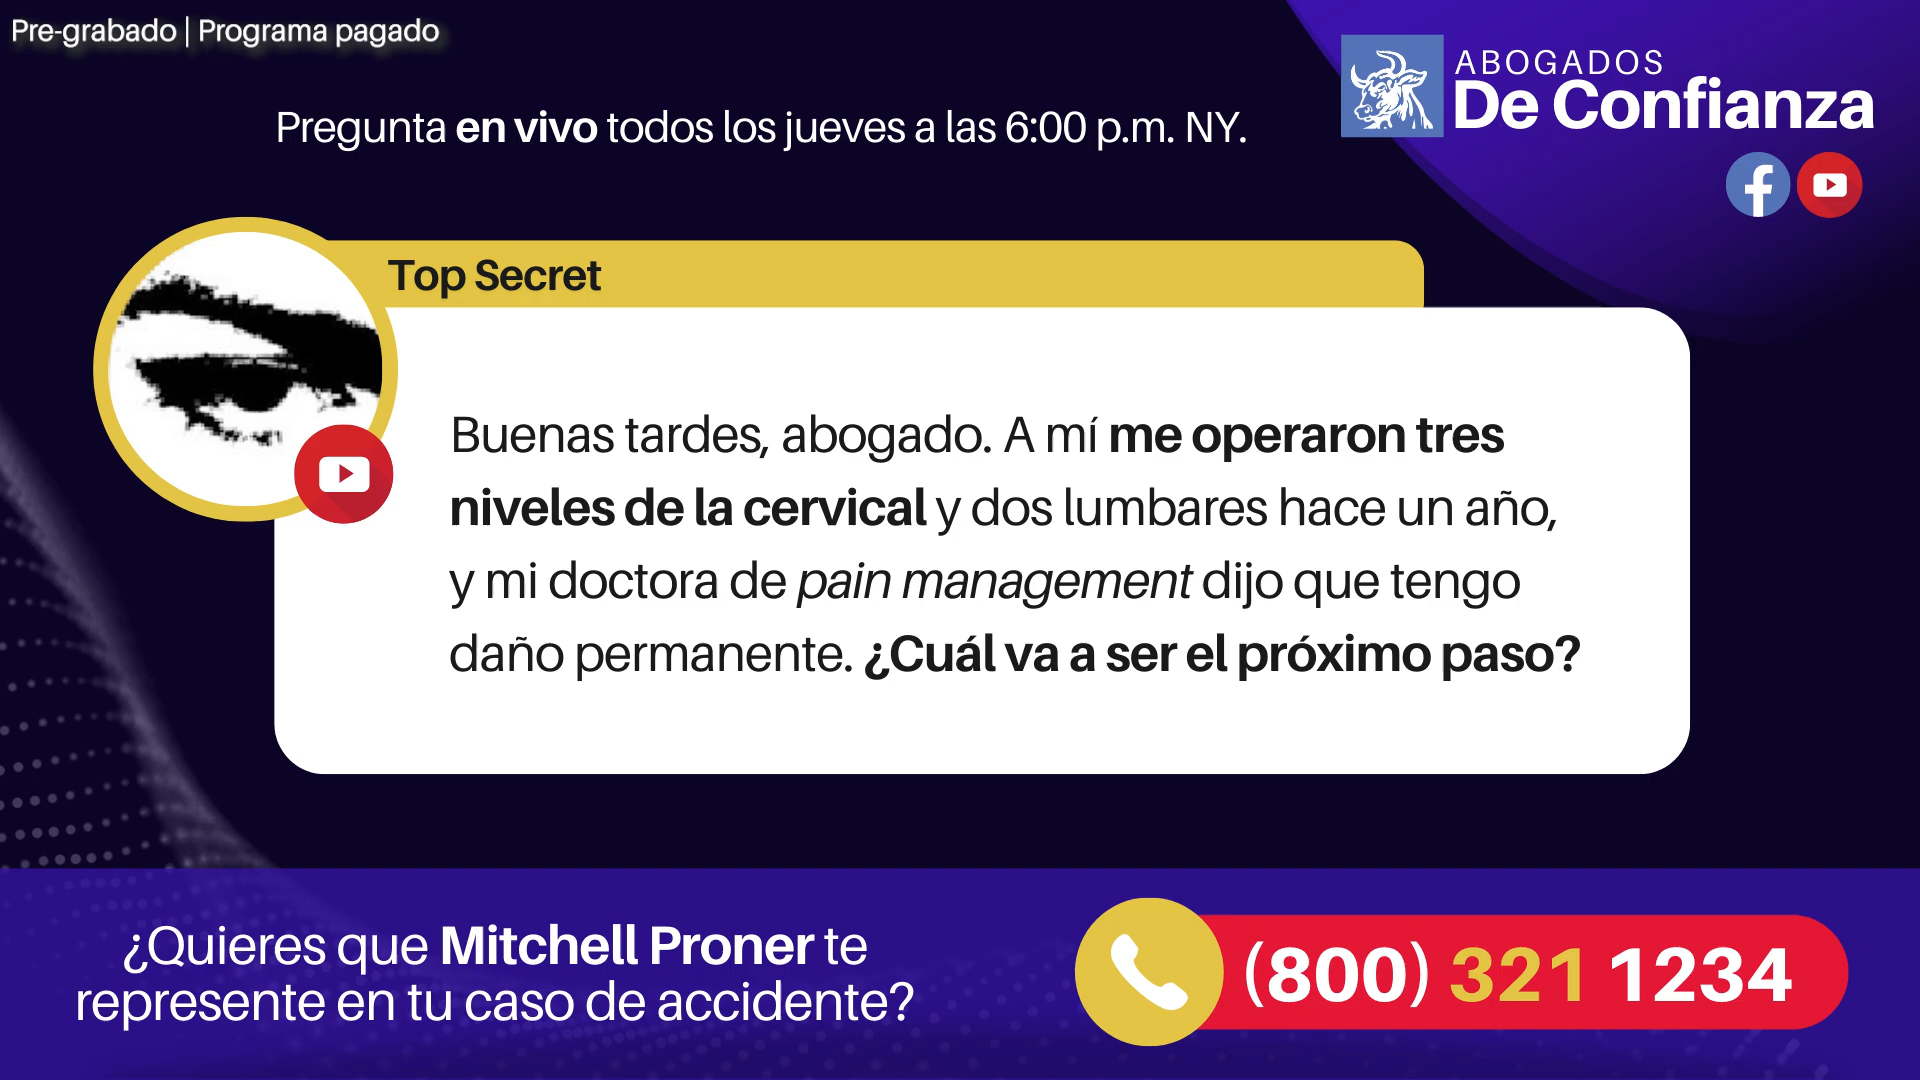 Pre-grabado | Programa pagado
Pregunta en vivo todos los jueves a las 6:00 p.m. NY.
ABOGADOS
De Confianza
Top Secret
Buenas tardes, abogado. A mí me operaron tres
niveles de la cervical y dos lumbares hace un año,
y mi doctora de pain management dijo que tengo
daño permanente. ¿Cuál va a ser el próximo paso?
¿Quieres que Mitchell Proner te
represente en tu caso de accidente?
(800) 321 1234